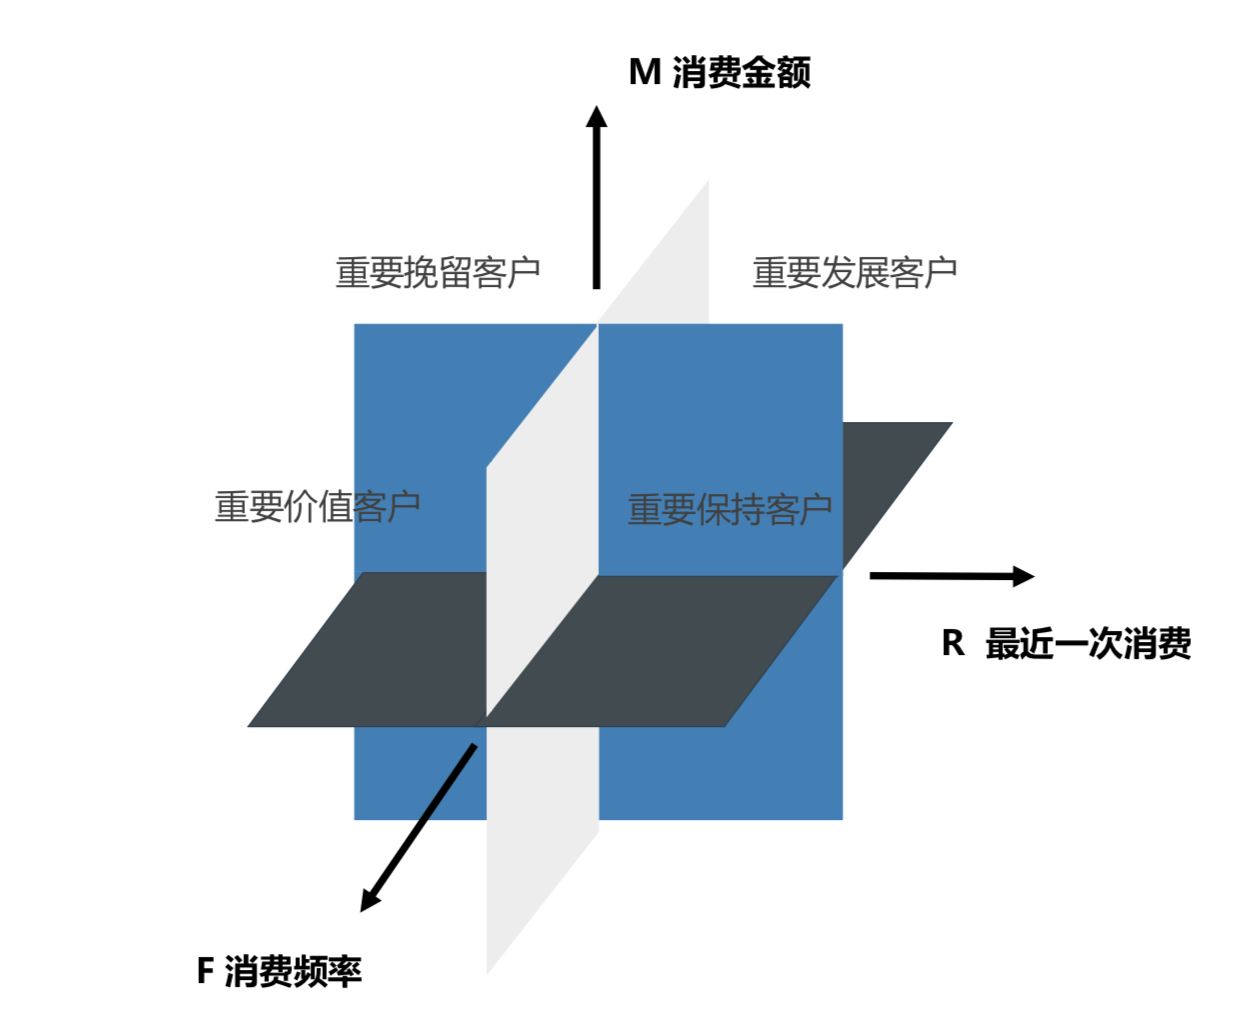 M 消费金额
重要挽留客户
重要发展客户
重要价值客户
重要保持客户
R 最近一次消费
F 消费频率